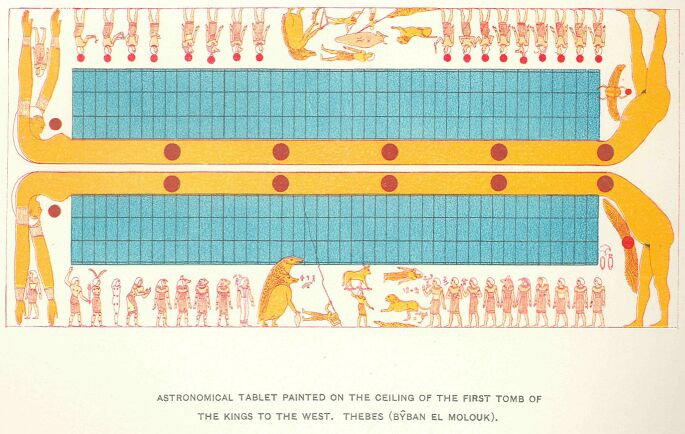 ASTRONOMICAL TABLET PAINTED ON THE CEILING OF THE FIRST TOMB OF
THE KINGS TO THE WEST. THEBES (BŶBAN EL MOLOUK).